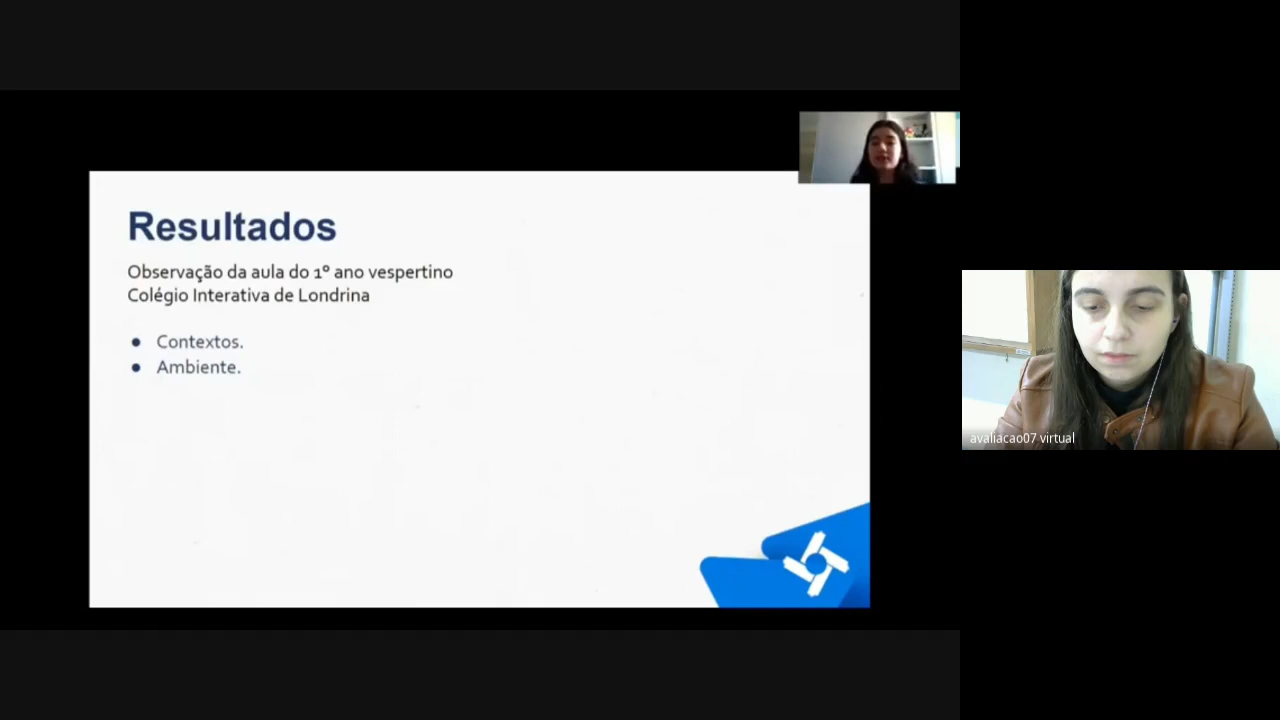 Resultados
Observação da aula do 1º ano vespertino
Colégio Interativa de Londrina
● Contextos.
● Ambiente.
avaliacao07 virtual